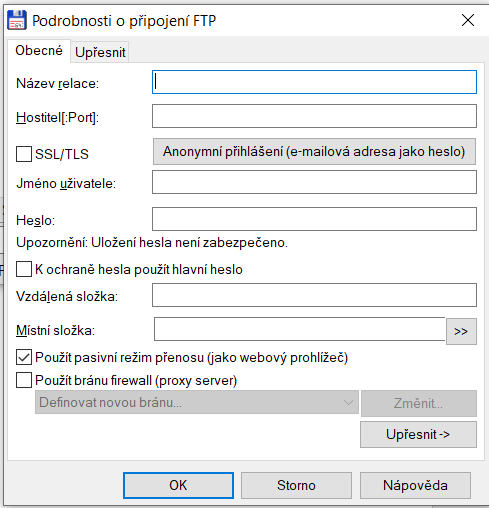 Podrobnosti o připojení FTP
Obecné Upřesnit
Název relace:
Hostitel[:Port]:
SSL/TLS Anonymní přihlášení (e-mailová adresa jako heslo)
Jméno uživatele:
Heslo:
Upozornění: Uložení hesla není zabezpečeno.
K ochraně hesla použít hlavní heslo
Vzdálená složka:
Místní složka: >>
Použít pasivní režim přenosu (jako webový prohlížeč)
Použít bránu firewall (proxy server)
Definovat novou bránu... Změnit...
Upřesnit ->
OK Storno Nápověda